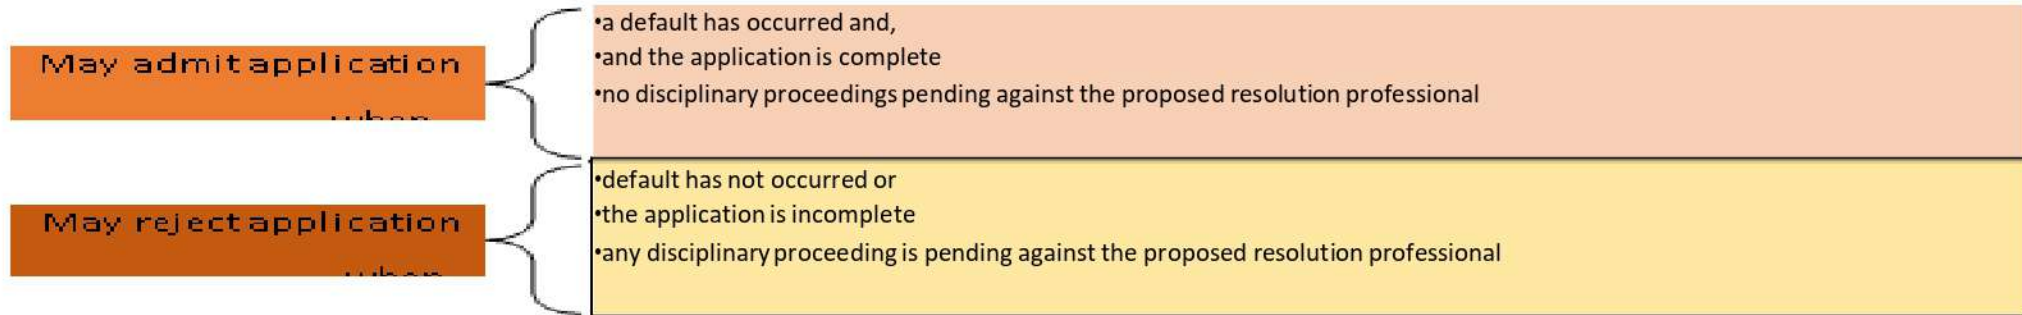 May admit application
•a default has occurred and,
•and the application is complete
•no disciplinary proceedings pending against the proposed resolution professional
May reject application
•default has not occurred or
•the application is incomplete
•any disciplinary proceeding is pending against the proposed resolution professional